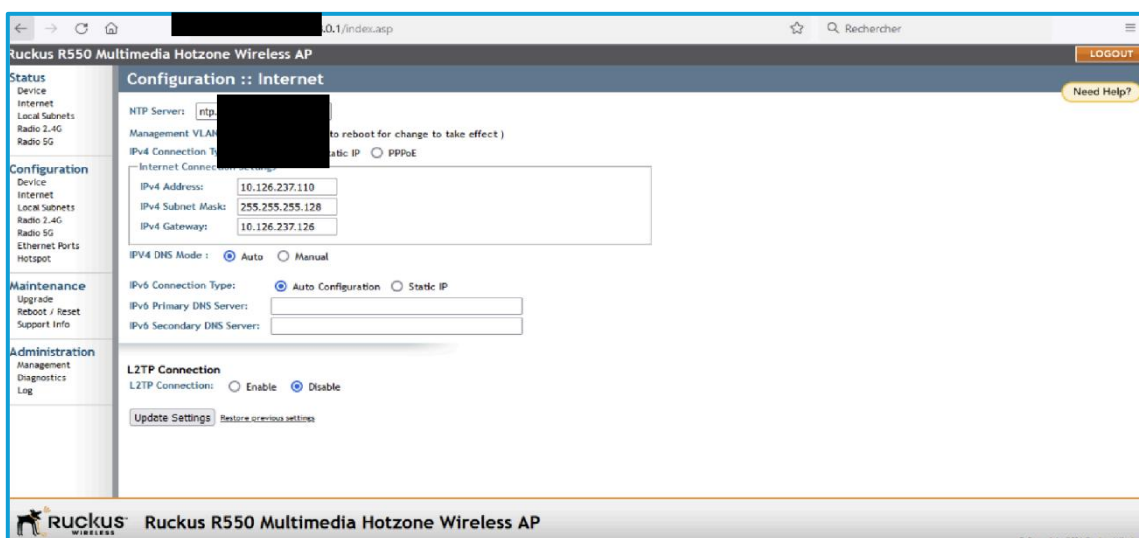 .0.1/index.asp
Rechercher
Ruckus R550 Multimedia Hotzone Wireless AP
LOGOUT
Status
Device
Internet
Local Subnets
Radio 2.4G
Radio 5G
Configuration
Device
Internet
Local Subnets
Radio 2.4G
Radio 5G
Ethernet Ports
Hotspot
Maintenance
Upgrade
Reboot / Reset
Support Info
Administration
Management
Diagnostics
Log
Configuration :: Internet
Need Help?
NTP Server: ntp.
Management VLAN to reboot for change to take effect )
IPv4 Connection Ty atic IP PPPoE
Internet Connection Settings
IPv4 Address: 10.126.237.110
IPv4 Subnet Mask: 255.255.255.128
IPv4 Gateway: 10.126.237.126
IPV4 DNS Mode : Auto Manual
IPv6 Connection Type: Auto Configuration Static IP
IPv6 Primary DNS Server:
IPv6 Secondary DNS Server:
L2TP Connection
L2TP Connection: Enable Disable
Update Settings Restore previous settings
RUCKUS WIRELESS Ruckus R550 Multimedia Hotzone Wireless AP